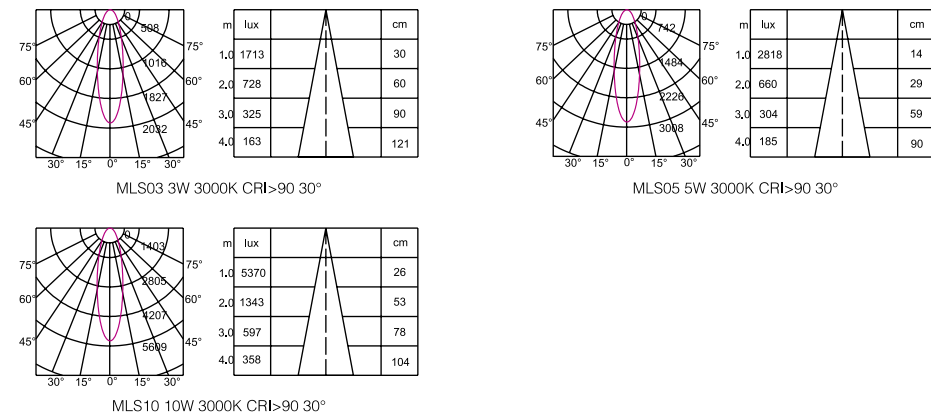 0
508
1016
1827
2032
75° 75°
60° 60°
45° 45°
30° 15° 0° 15° 30°
m lux cm
1.0 1713 30
2.0 728 60
3.0 325 90
4.0 163 121
MLS03 3W 3000K CRI>90 30°
0
742
1484
2226
3008
75° 75°
60° 60°
45° 45°
30° 15° 0° 15° 30°
m lux cm
1.0 2818 14
2.0 660 29
3.0 304 59
4.0 185 90
MLS05 5W 3000K CRI>90 30°
0
1403
2805
4207
5609
75° 75°
60° 60°
45° 45°
30° 15° 0° 15° 30°
m lux cm
1.0 5370 26
2.0 1343 53
3.0 597 78
4.0 358 104
MLS10 10W 3000K CRI>90 30°